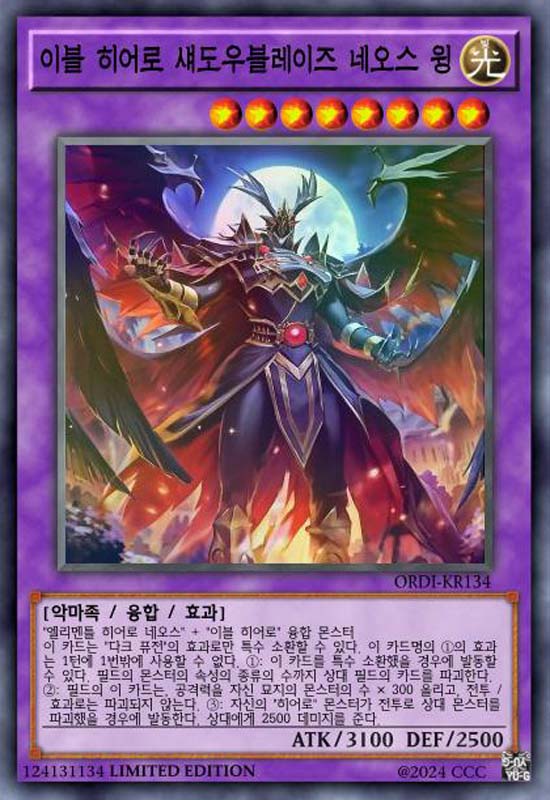 이블 히어로 섀도우블레이즈 네오스 윙
빛
光
ORDI-KR134
[악마족 / 융합 / 효과]
"엘리멘틀 히어로 네오스" + "이블 히어로" 융합 몬스터
이 카드는 "다크 퓨전"의 효과로만 특수 소환할 수 있다. 이 카드명의 ①의 효과
는 1턴에 1번밖에 사용할 수 없다. ①: 이 카드를 특수 소환했을 경우에 발동할
수 있다. 필드의 몬스터의 속성의 종류의 수까지 상대 필드의 카드를 파괴한다.
②: 필드의 이 카드는, 공격력을 자신 묘지의 몬스터의 수 × 300 올리고, 전투 /
효과로는 파괴되지 않는다. ③: 자신의 "히어로" 몬스터가 전투로 상대 몬스터를
파괴했을 경우에 발동한다. 상대에게 2500 데미지를 준다.
ATK/3100 DEF/2500
124131134 LIMITED EDITION
@2024 CCC